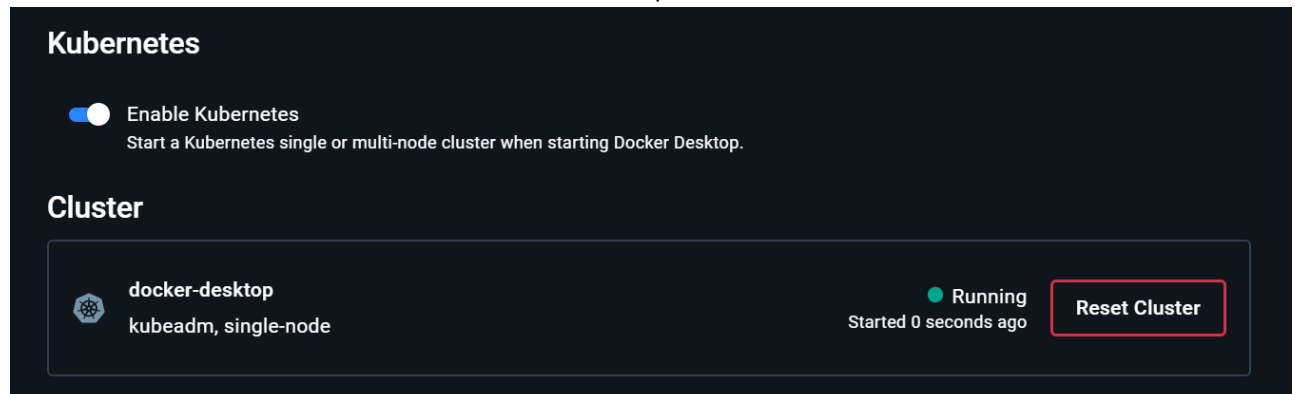 Kubernetes
Enable Kubernetes
Start a Kubernetes single or multi-node cluster when starting Docker Desktop.
Cluster
docker-desktop
kubeadm, single-node
Running
Started 0 seconds ago
Reset Cluster